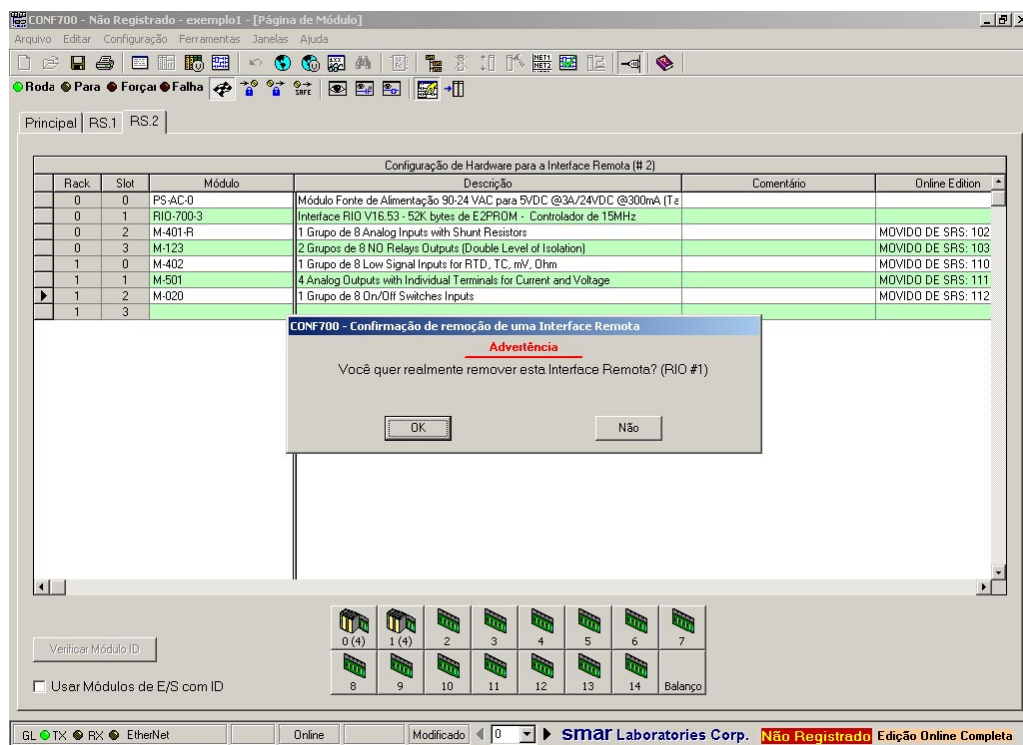 CONF700 - Não Registrado - exemplo1 - [Página de Módulo]
Arquivo Editar Configuração Ferramentas Janelas Ajuda
Roda Para Forçar Falha
Principal RS.1 RS.2
Configuração de Hardware para a Interface Remota (# 2)
Rack Slot Módulo Descrição Comentário Online Edition
0 0 PS-AC-0 Módulo Fonte de Alimentação 90-24 VAC para 5VDC @3A/24VDC @300mA (Ta
0 1 RIO-700-3 Interface RIO V16.53 - 52K bytes de E2PROM - Controlador de 15MHz
0 2 M-401-R 1 Grupo de 8 Analog Inputs with Shunt Resistors MOVIDO DE SRS: 102
0 3 M-123 2 Grupos de 8 NO Relays Outputs (Double Level of Isolation) MOVIDO DE SRS: 103
1 0 M-402 1 Grupo de 8 Low Signal Inputs for RTD, TC, mV, Ohm MOVIDO DE SRS: 110
1 1 M-501 4 Analog Outputs with Individual Terminals for Current and Voltage MOVIDO DE SRS: 111
1 2 M-020 1 Grupo de 8 On/Off Switches Inputs MOVIDO DE SRS: 112
1 3
CONF700 - Confirmação de remoção de uma Interface Remota
Advertência
Você quer realmente remover esta Interface Remota? (RIO #1)
OK Não
0 (4) 1 (4) 2 3 4 5 6 7
Verificar Módulo ID
8 9 10 11 12 13 14 Balanço
Usar Módulos de E/S com ID
GL TX RX EtherNet Online Modificado 0 smar Laboratories Corp. Não Registrado Edição Online Completa